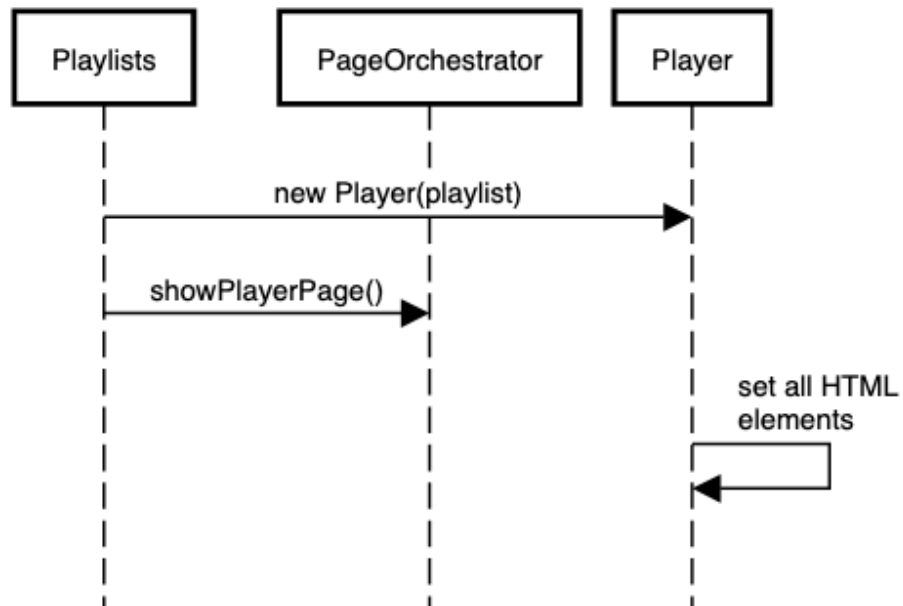 Playlists
PageOrchestrator
Player
new Player(playlist)
showPlayerPage()
set all HTML
elements